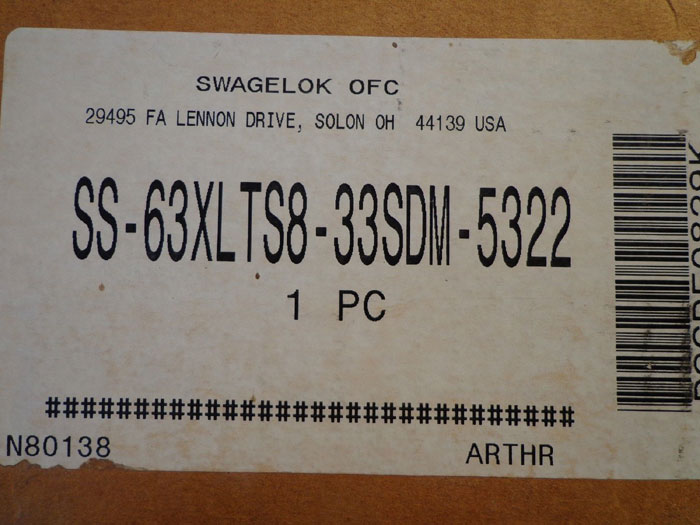 SWAGELOK OFC
29495 FA LENNON DRIVE, SOLON OH 44139 USA
SS-63XLTS8-33SDM-5322
1 PC
#################################
N80138 ARTHR